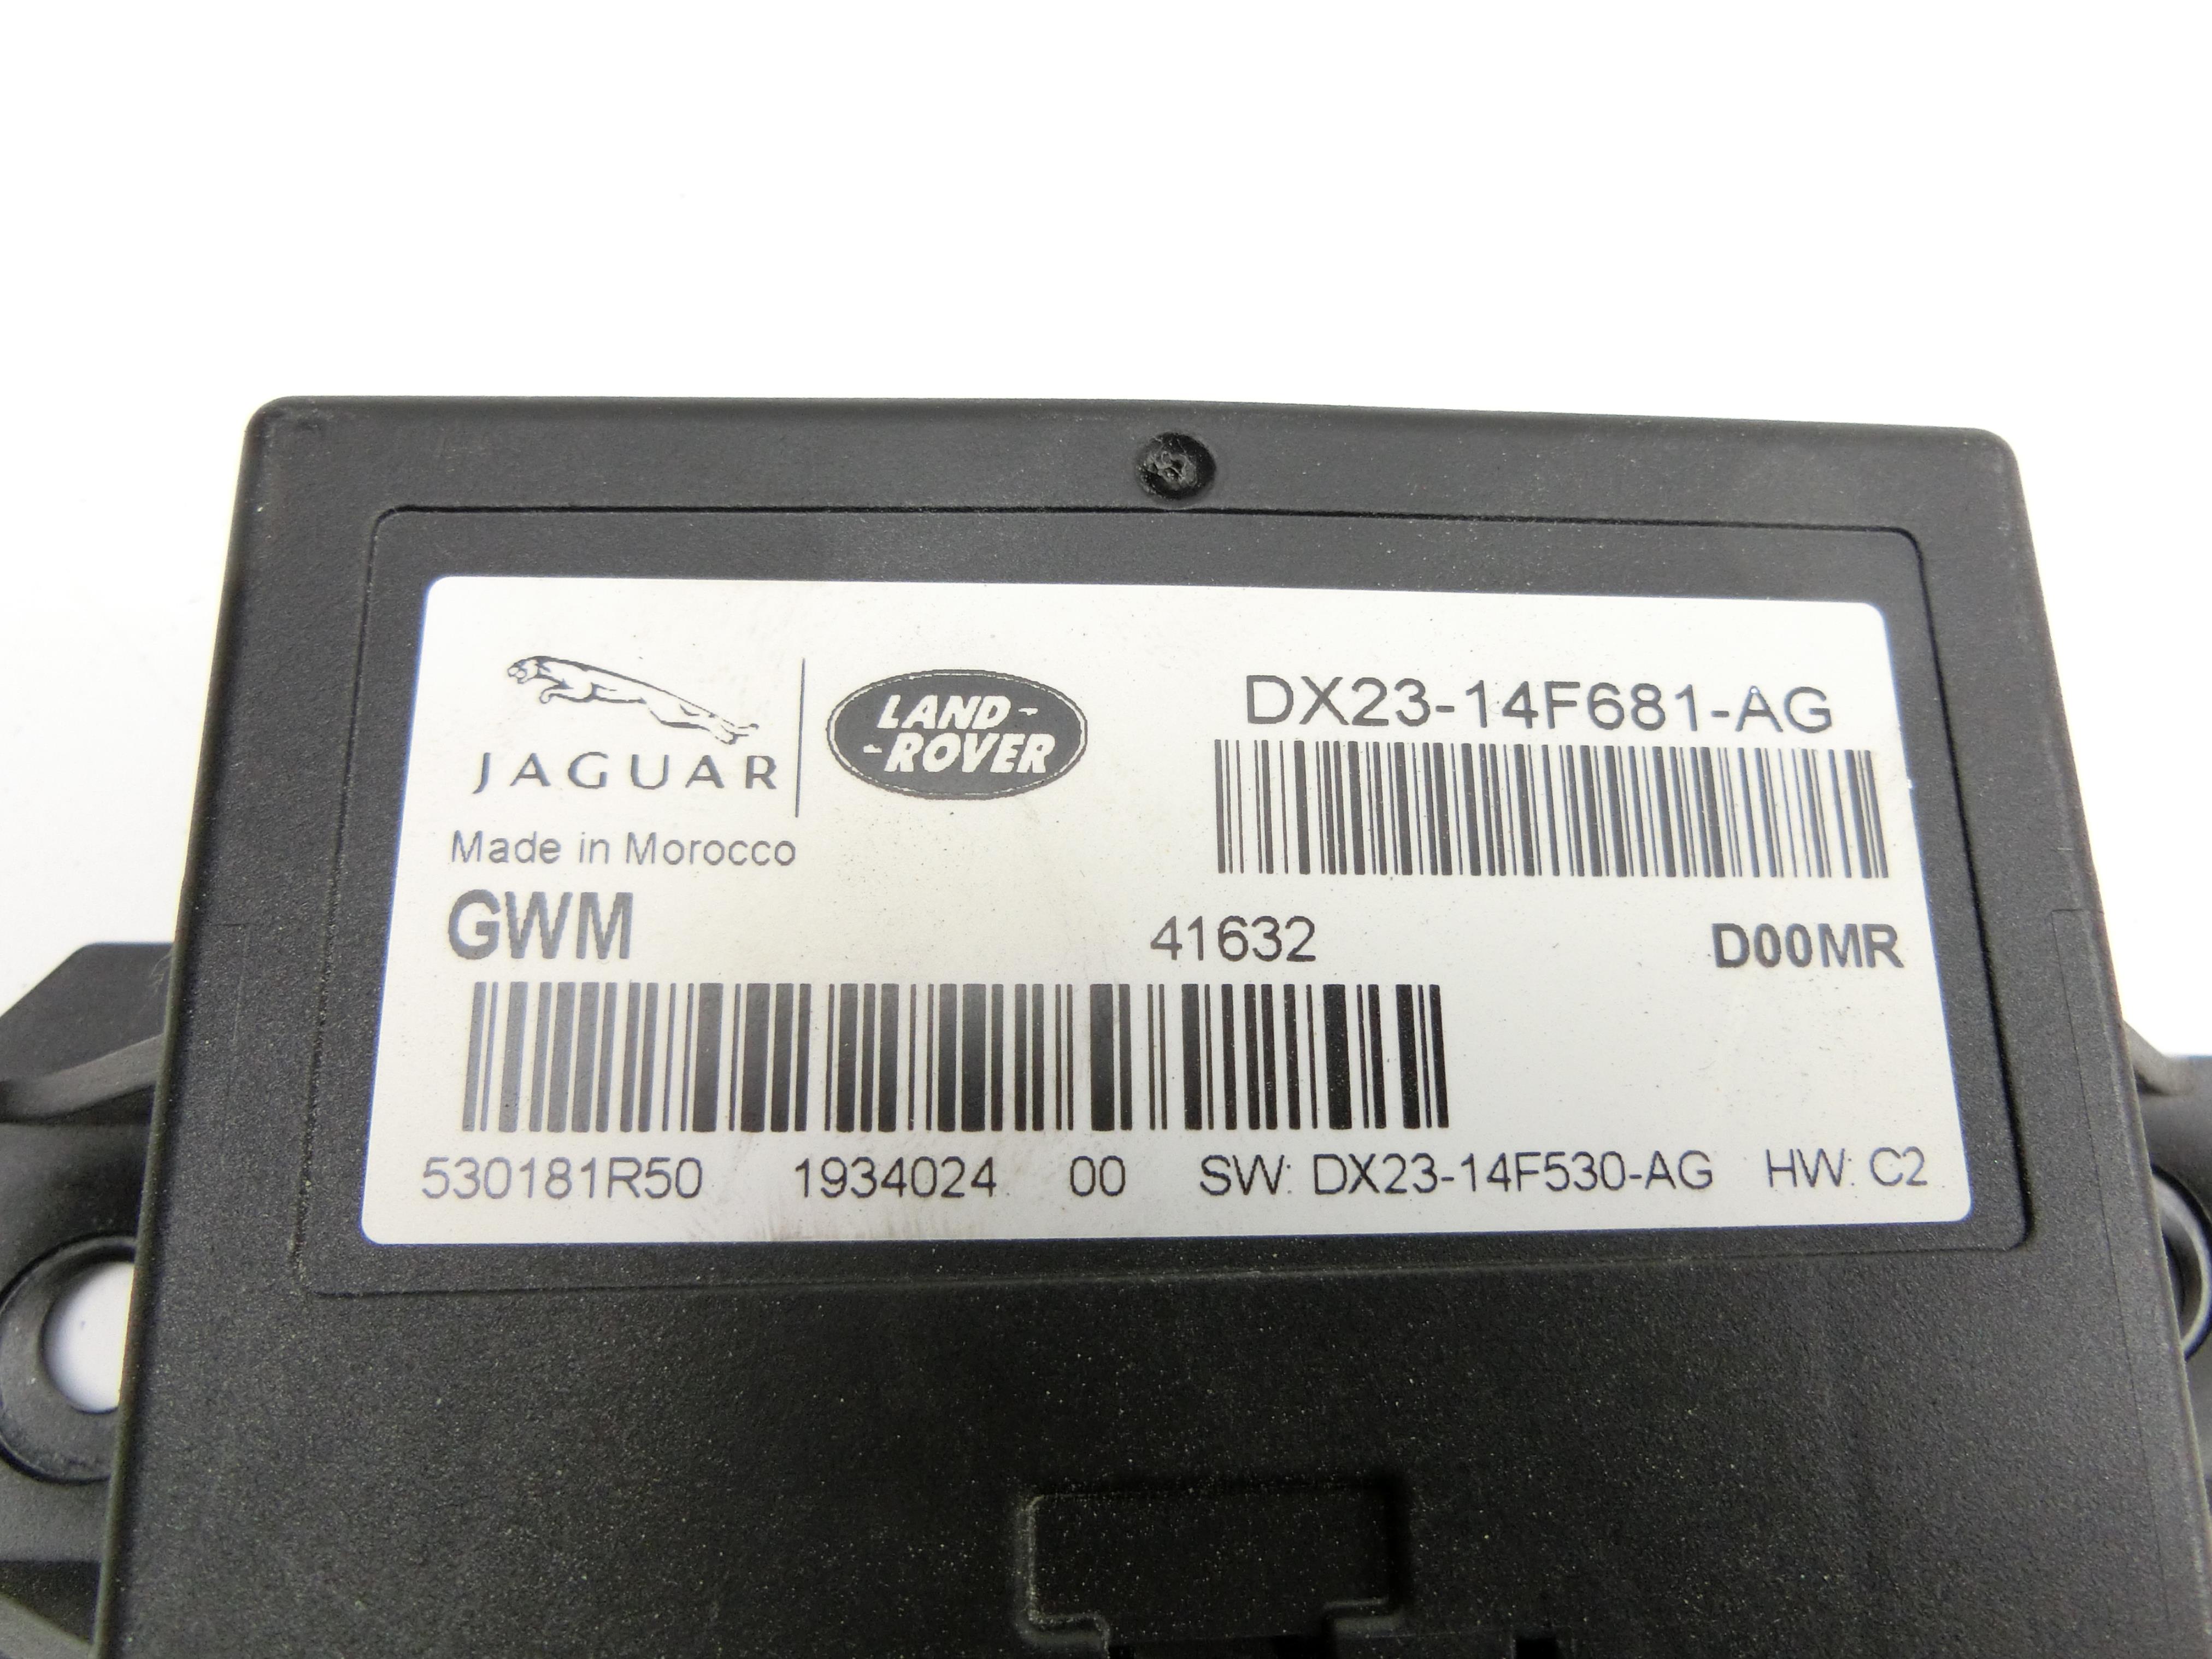 JAGUAR
LAND-
-ROVER
DX23-14F681-AG
Made in Morocco
GWM 41632 D00MR
530181R50 1934024 00 SW: DX23-14F530-AG HW: C2